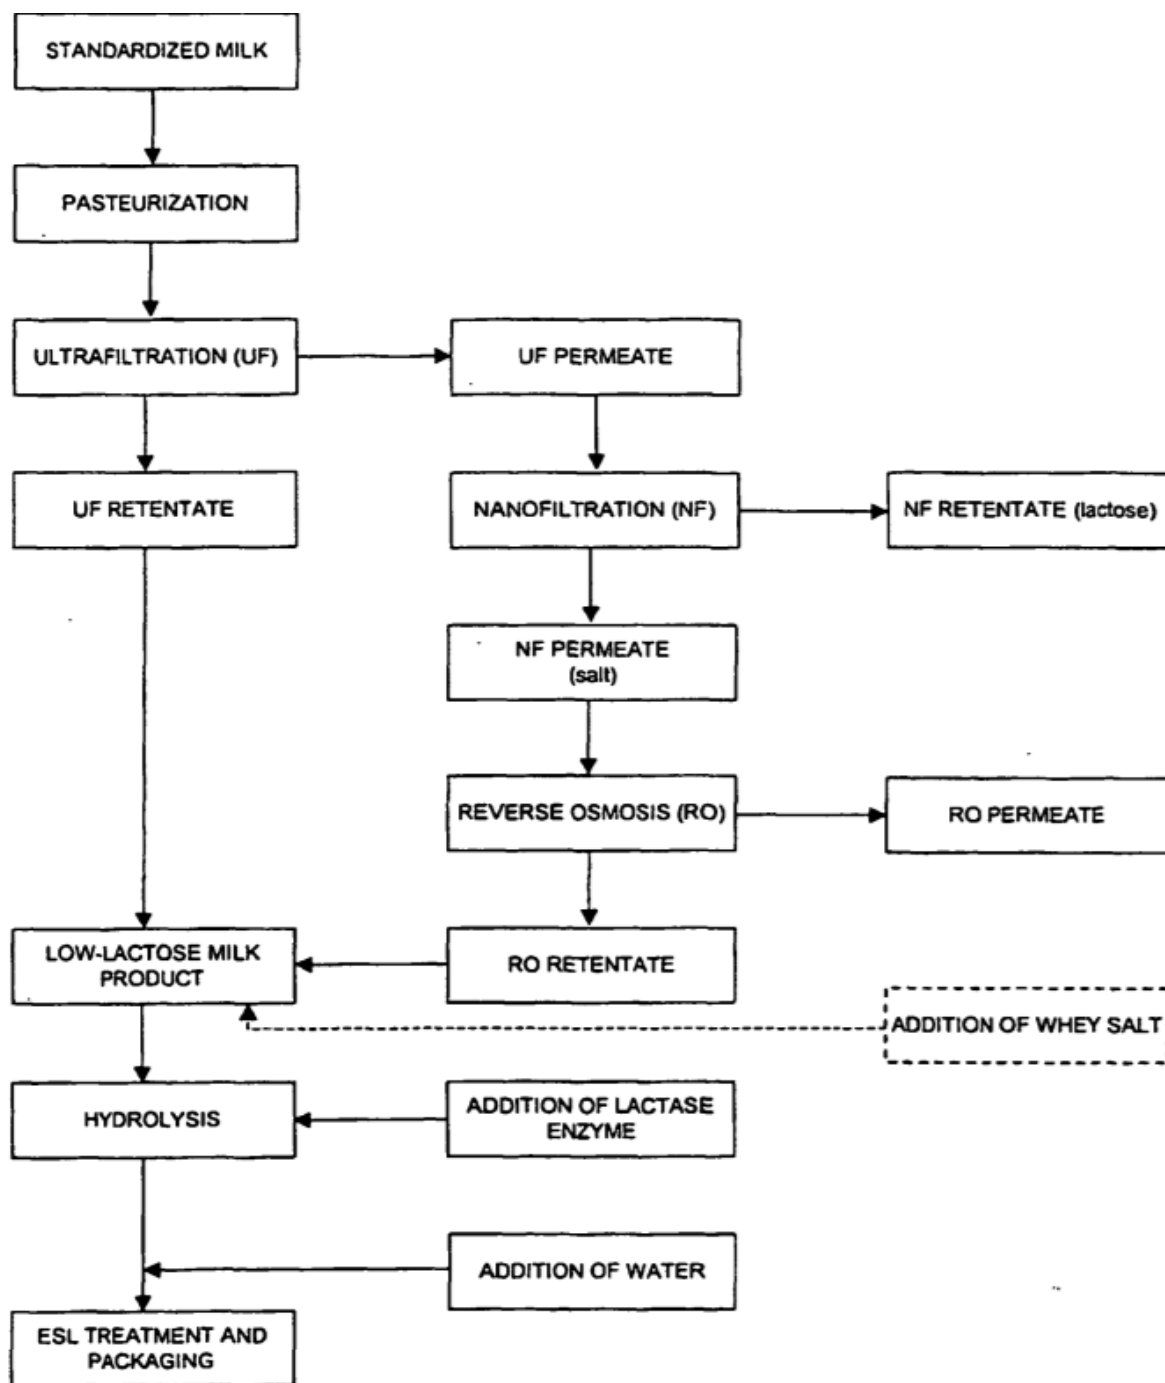 STANDARDIZED MILK
PASTEURIZATION
ULTRAFILTRATION (UF)
UF PERMEATE
UF RETENTATE
NANOFILTRATION (NF)
NF RETENTATE (lactose)
NF PERMEATE
(salt)
REVERSE OSMOSIS (RO)
RO PERMEATE
LOW-LACTOSE MILK
PRODUCT
RO RETENTATE
ADDITION OF WHEY SALT
HYDROLYSIS
ADDITION OF LACTASE
ENZYME
ADDITION OF WATER
ESL TREATMENT AND
PACKAGING